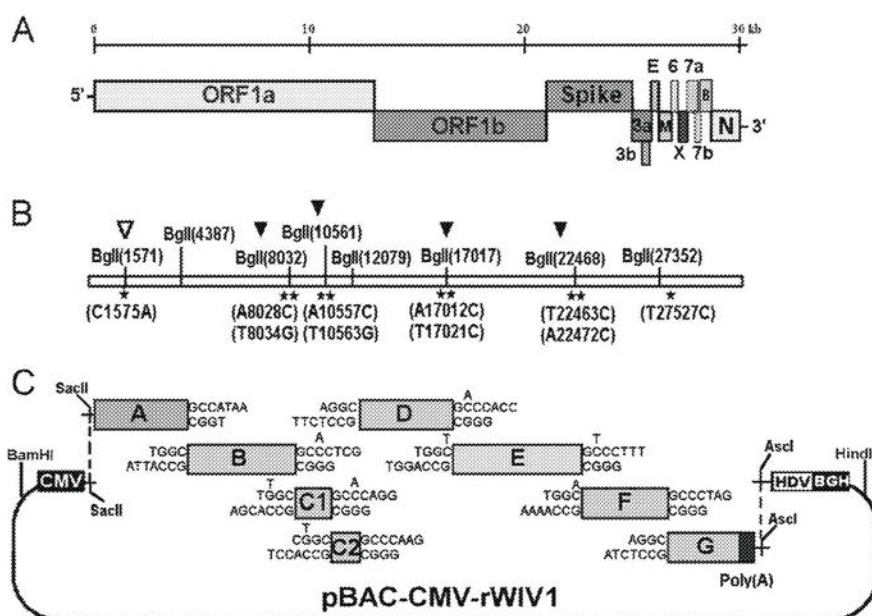 A
0 10 20 30 kb
E 6 7a
5' ORF1a Spike B
ORF1b 3a M N 3'
3b X 7b
B
BglI(1571) BglI(4387) BglI(8032) BglI(10561) BglI(12079) BglI(17017) BglI(22468) BglI(27352)
★ ★★ ★★ ★★ ★★ ★
(C1575A) (A8028C) (A10557C) (A17012C) (T22463C) (T27527C)
(T8034G) (T10563G) (T17021C) (A22472C)
C
SacII A GCCATAA
CGGT
AGGC D A GCCCACC
TTCTCCG CGGG
BamHI CMV SacII
TGGC B A GCCCTCG
ATTACCG CGGG
T TGGC E T GCCCTTT
TGGACCG CGGG
AscI
HindIII
HDV BGH
T TGGC C1 A GCCCAGG
AGCACCG CGGG
A TGGC F GCCCTAG
AAAACCG CGGG
AscI
T CGGC C2 GCCCAAG
TCCACCG CGGG
AGGC G
ATCTCCG
Poly(A)
pBAC-CMV-rWIV1